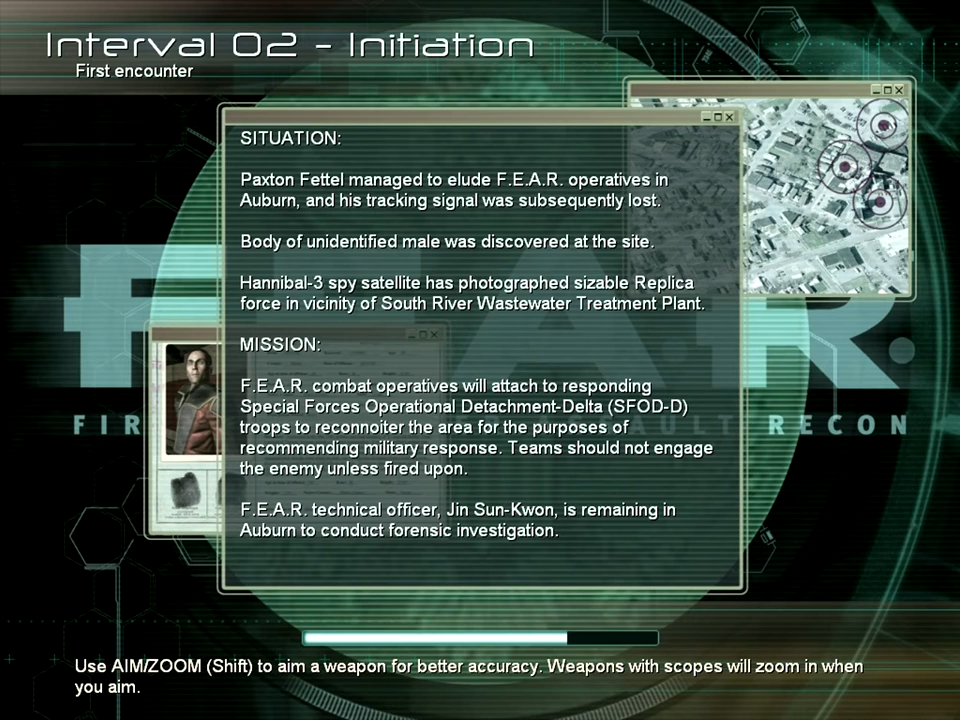 Interval 02 - Initiation
First encounter
SITUATION:
Paxton Fettel managed to elude F.E.A.R. operatives in
Auburn, and his tracking signal was subsequently lost.
Body of unidentified male was discovered at the site.
Hannibal-3 spy satellite has photographed sizable Replica
force in vicinity of South River Wastewater Treatment Plant.
MISSION:
F.E.A.R. combat operatives will attach to responding
Special Forces Operational Detachment-Delta (SFOD-D)
troops to reconnoiter the area for the purposes of
recommending military response. Teams should not engage
the enemy unless fired upon.
F.E.A.R. technical officer, Jin Sun-Kwon, is remaining in
Auburn to conduct forensic investigation.
F.E.A.R.
RECON
Use AIM/ZOOM (Shift) to aim a weapon for better accuracy. Weapons with scopes will zoom in when
you aim.